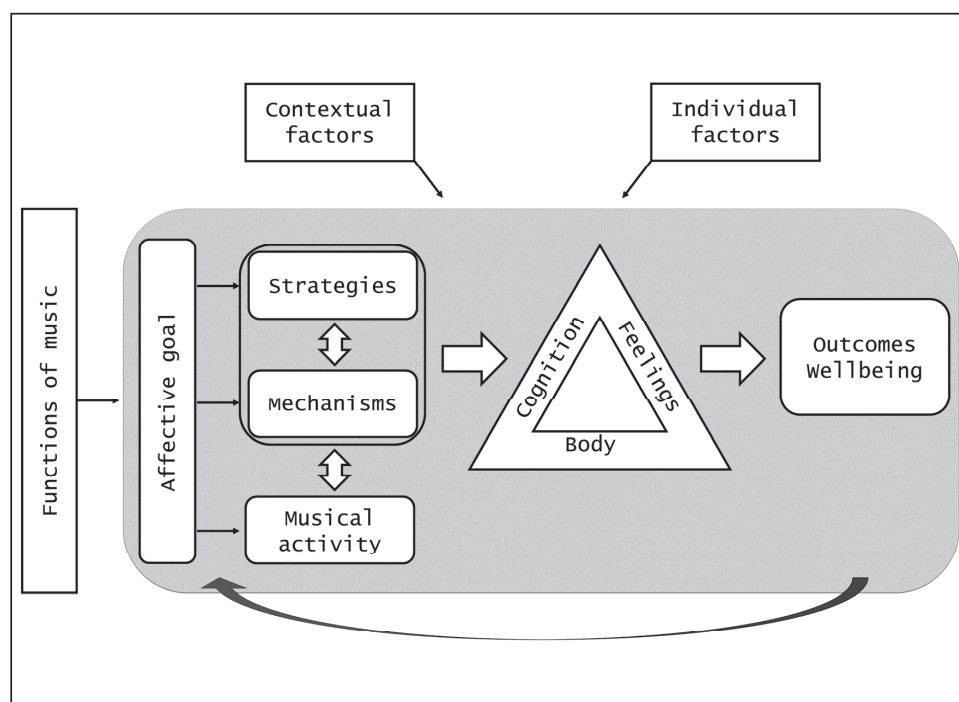 Contextual
factors
Individual
factors
Functions of music
Affective goal
Strategies
Mechanisms
Musical
activity
Cognition
Feelings
Body
Outcomes
Wellbeing